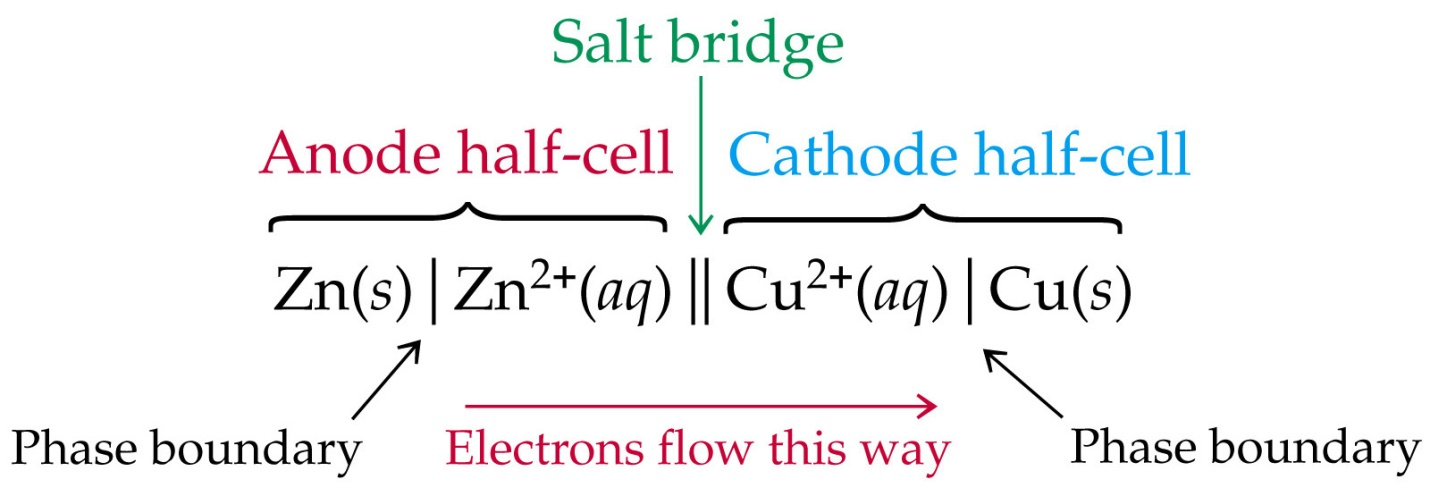 Salt bridge
Anode half-cell Cathode half-cell
Zn(s) | Zn²⁺(aq) || Cu²⁺(aq) | Cu(s)
Phase boundary Electrons flow this way Phase boundary